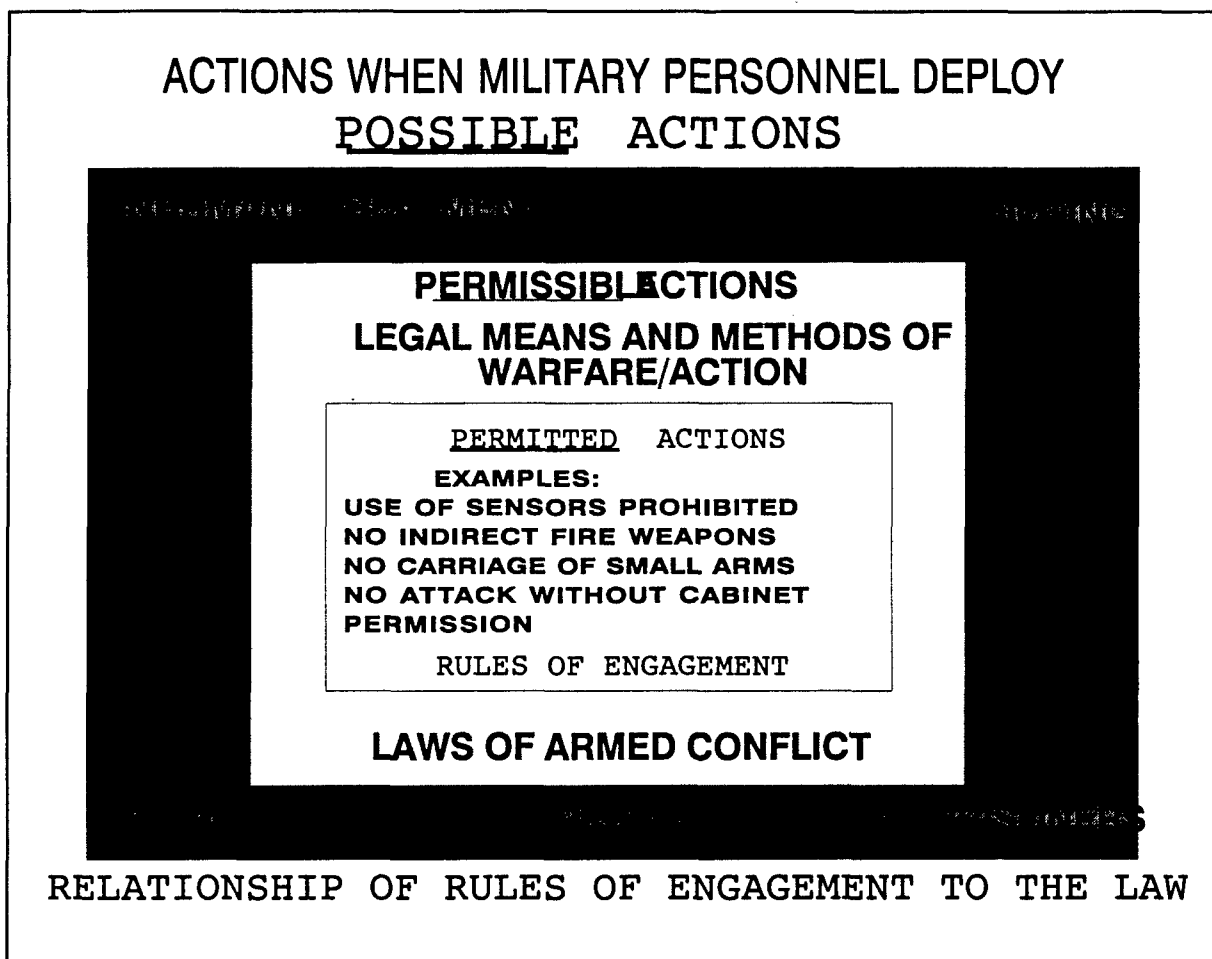 ACTIONS WHEN MILITARY PERSONNEL DEPLOY
POSSIBLE ACTIONS
PERMISSIBLE ACTIONS
LEGAL MEANS AND METHODS OF
WARFARE/ACTION
PERMITTED ACTIONS
EXAMPLES:
USE OF SENSORS PROHIBITED
NO INDIRECT FIRE WEAPONS
NO CARRIAGE OF SMALL ARMS
NO ATTACK WITHOUT CABINET
PERMISSION
RULES OF ENGAGEMENT
LAWS OF ARMED CONFLICT
RELATIONSHIP OF RULES OF ENGAGEMENT TO THE LAW